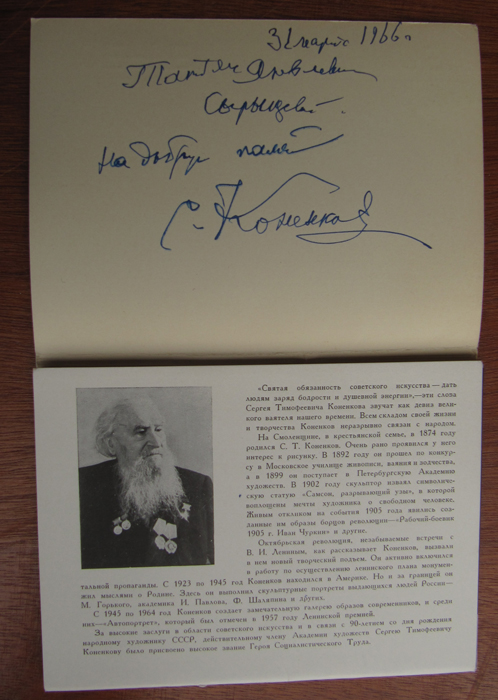 31 марта 1966 г
Татьяне Яковлевне
Сырыцевой.
На добрую память
С. Коненков
«Святая обязанность советского искусства — дать
людям заряд бодрости и душевной энергии»,—эти слова
Сергея Тимофеевича Коненкова звучат как девиз вели-
кого ваятеля нашего времени. Всем складом своей жизни
и творчества Коненков неразрывно связан с народом.
На Смоленщине, в крестьянской семье, в 1874 году
родился С. Т. Коненков. Очень рано проявился у него
интерес к рисунку. В 1892 году он прошел по конкур-
су в Московское училище живописи, ваяния и зодчества,
а в 1899 он поступает в Петербургскую Академию
художеств. В 1902 году скульптор изваял символиче-
скую статую «Самсон, разрывающий узы», в которой
воплощены мечты художника о свободном человеке.
Живым откликом на события 1905 года явились соз-
данные им образы борцов революции—«Рабочий-боевик
1905 г. Иван Чуркин» и другие.
Октябрьская революция, незабываемые встречи с
В. И. Лениным, как рассказывает Коненков, вызвали
в нем новый творческий подъем. Он активно включился
в работу по осуществлению ленинского плана монумен-
тальной пропаганды. С 1923 по 1945 год Коненков находился в Америке. Но и за границей он
жил мыслями о Родине. Здесь он выполнил скульптурные портреты выдающихся людей России—
М. Горького, академика И. Павлова, Ф. Шаляпина и других.
С 1945 по 1964 год Коненков создает замечательную галерею образов современников, и среди
них—«Автопортрет», который был отмечен в 1957 году Ленинской премией.
За высокие заслуги в области советского искусства и в связи с 90-летием со дня рождения
народному художнику СССР, действительному члену Академии художеств Сергею Тимофеевичу
Коненкову было присвоено высокое звание Героя Социалистического Труда.